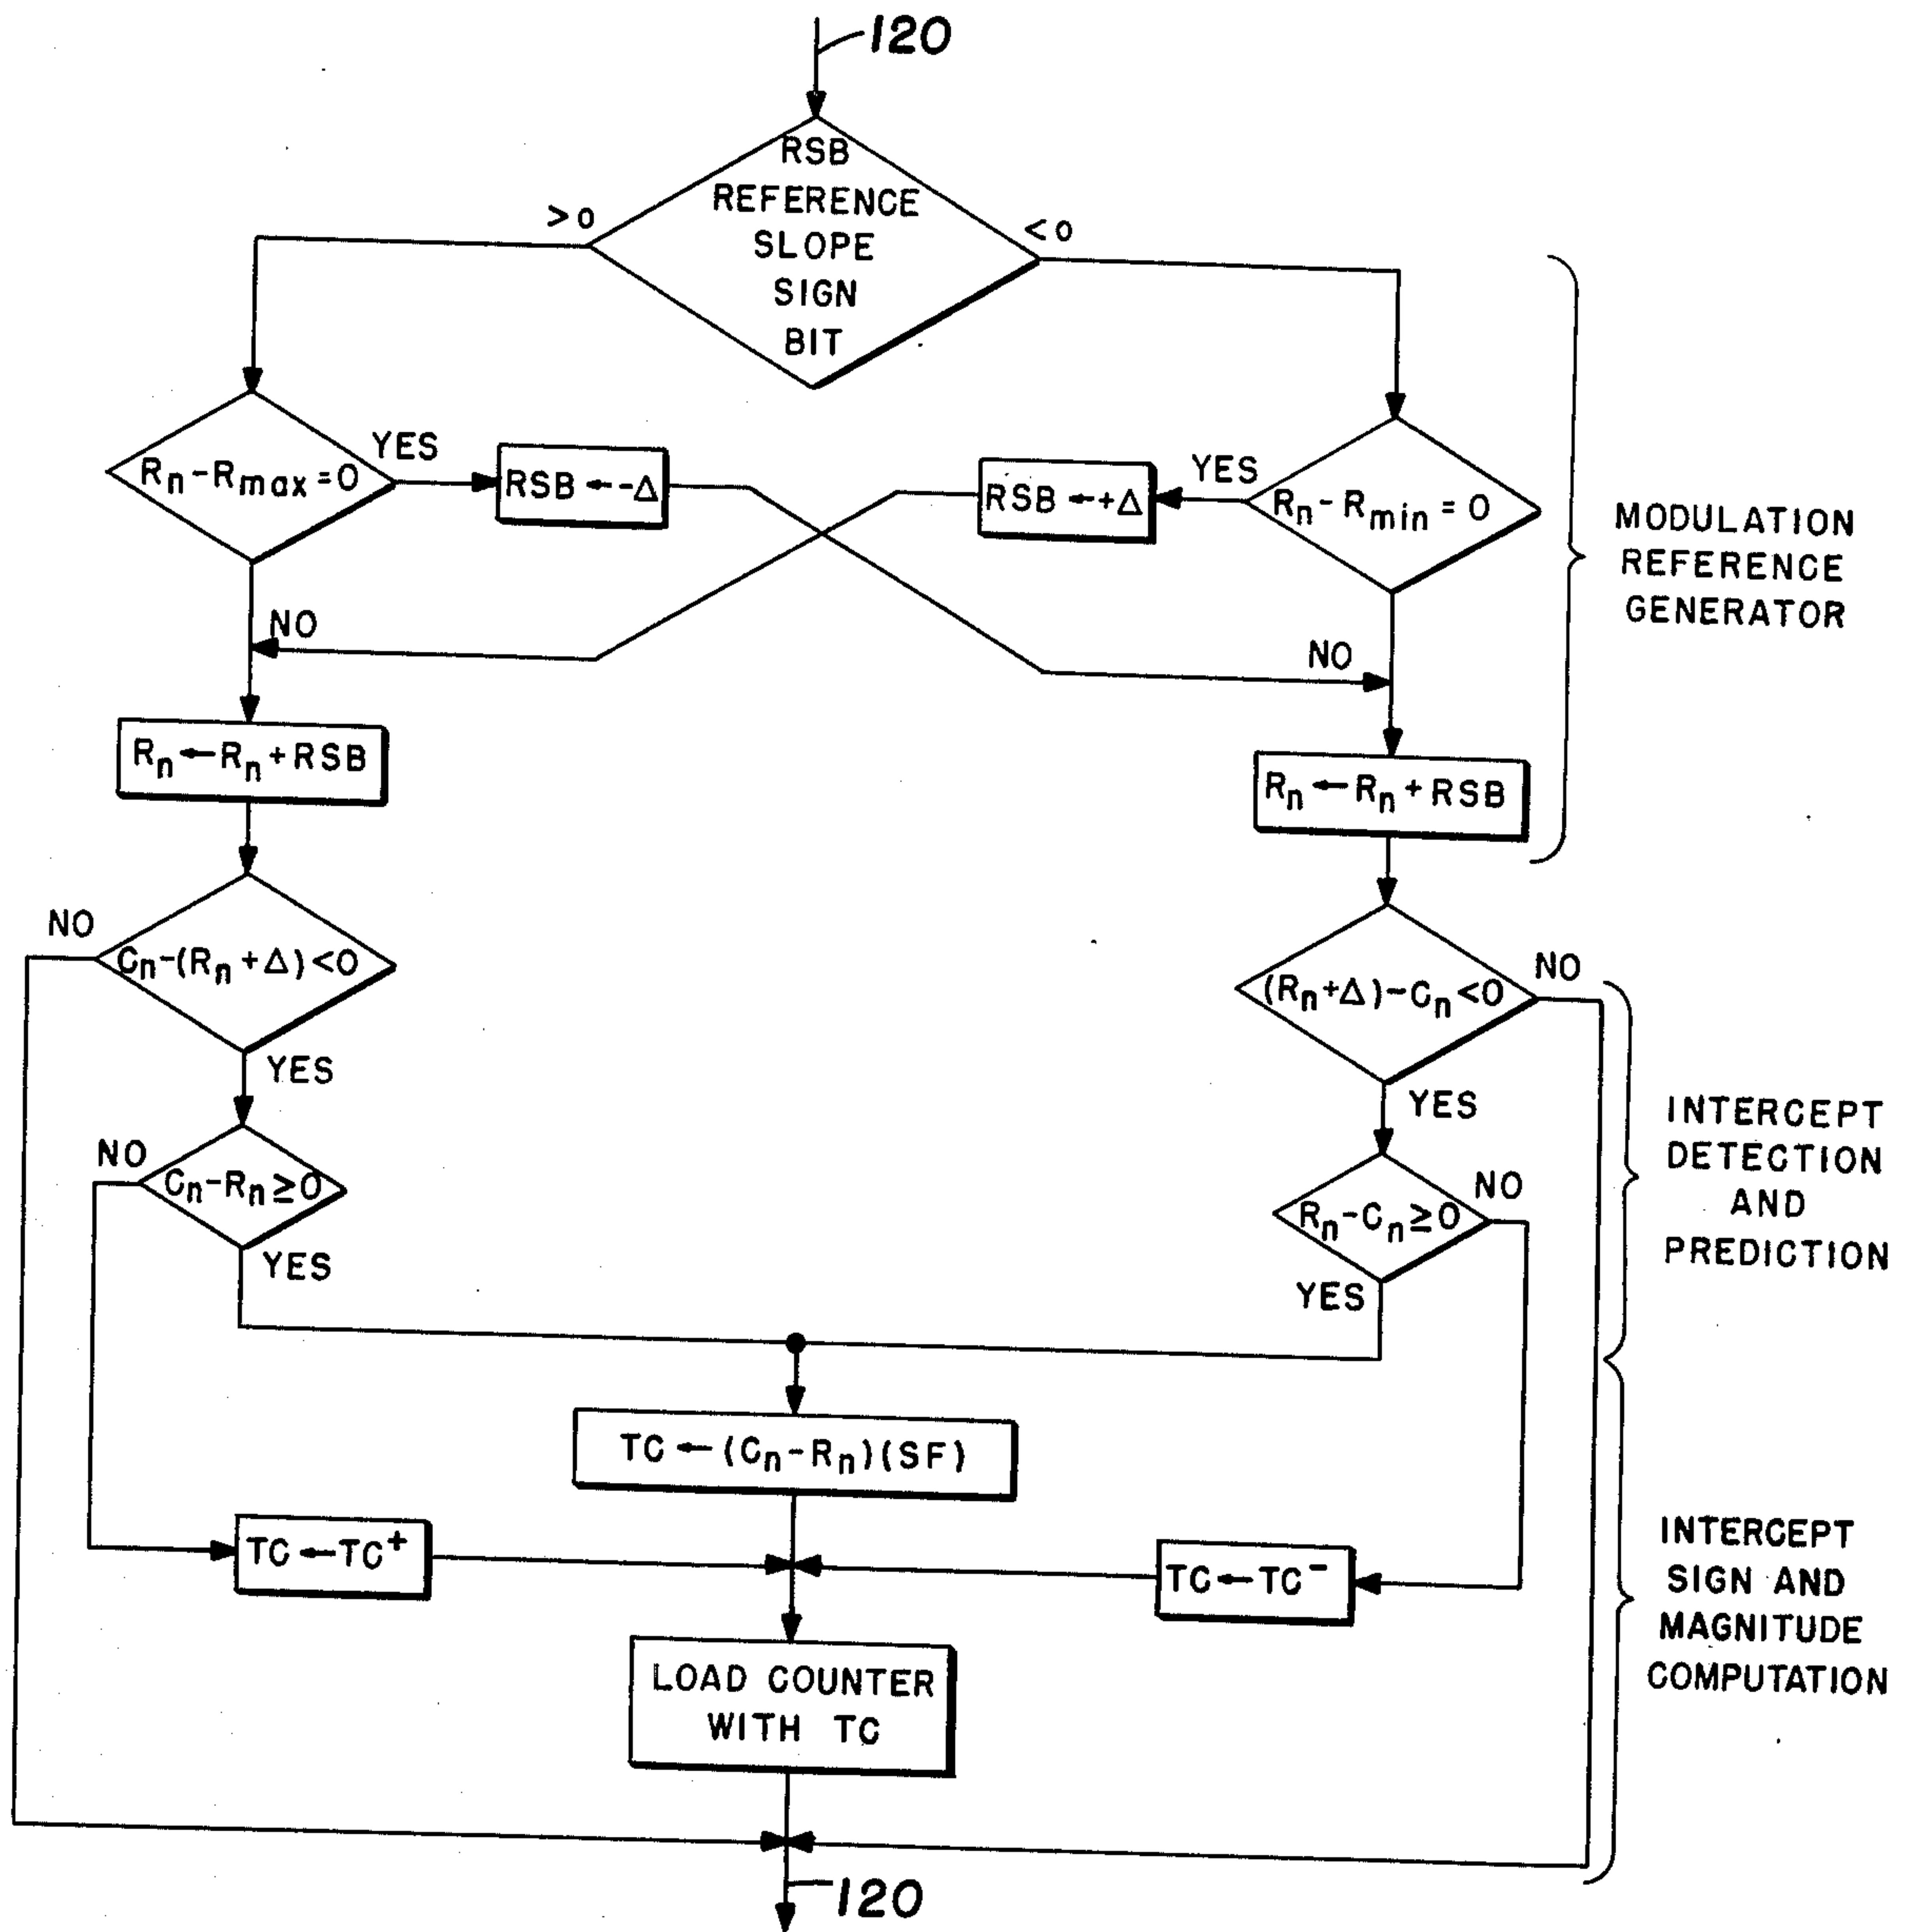 120
RSB
REFERENCE
SLOPE
SIGN
BIT
>0
<0
Rn-Rmax=0
YES
RSB←-Δ
RSB←+Δ
YES
Rn-Rmin=0
MODULATION
REFERENCE
GENERATOR
NO
NO
Rn←Rn+RSB
Rn←Rn+RSB
NO
Cn-(Rn+Δ)<0
YES
(Rn+Δ)-Cn<0
NO
YES
NO
Cn-Rn≥0
YES
Rn-Cn≥0
NO
YES
INTERCEPT
DETECTION
AND
PREDICTION
TC←(Cn-Rn)(SF)
TC←TC+
TC←TC-
INTERCEPT
SIGN AND
MAGNITUDE
COMPUTATION
LOAD COUNTER
WITH TC
120